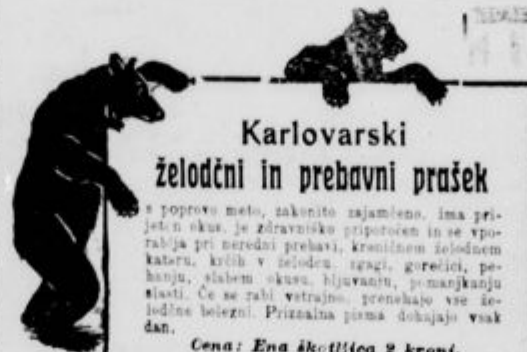 Karlovarski
želodčni in prebavni prašek
s poprovo meto, zakonito zajamčeno, ima pri-
jeten okus, je zdravniško priporočen in se vpo-
rablja pri neredni prebavi, kroničnem želodnem
kataru, krčih v želodcu, zgagi, gorečici, pe-
hanju, slabem okusu, bljuvanju, pomanjkanju
slasti. Če se rabi vstrajno, prenehajo vse že-
lodčne bolezni. Priznalna pisma dohajajo vsak
dan.
Cena: Ena škatljica 2 kroni